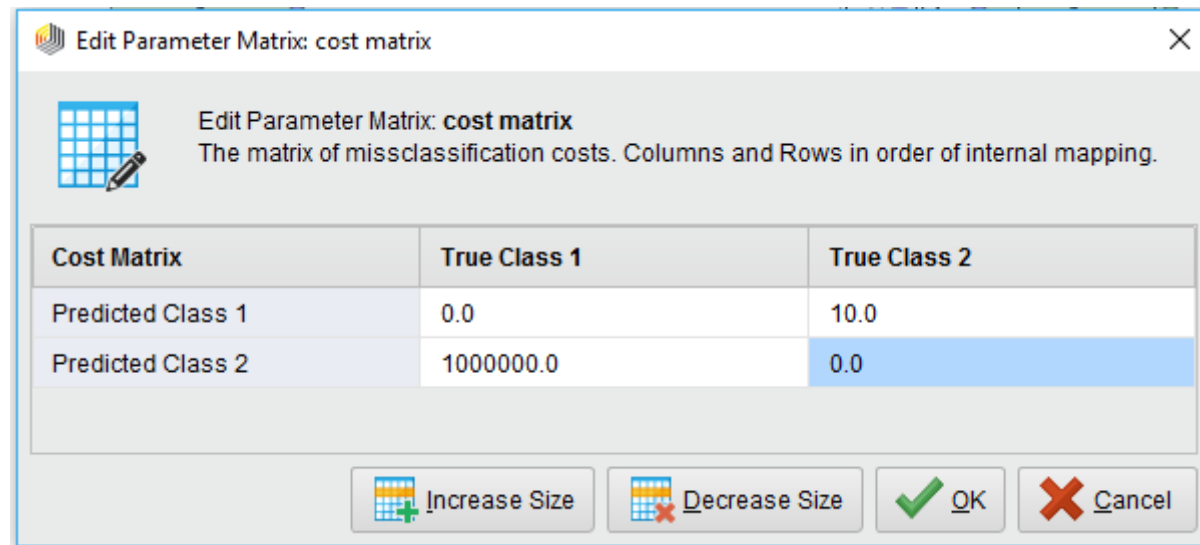 Edit Parameter Matrix: cost matrix
Edit Parameter Matrix: cost matrix
The matrix of missclassification costs. Columns and Rows in order of internal mapping.
Cost Matrix True Class 1 True Class 2
Predicted Class 1 0.0 10.0
Predicted Class 2 1000000.0 0.0
Increase Size Decrease Size OK Cancel